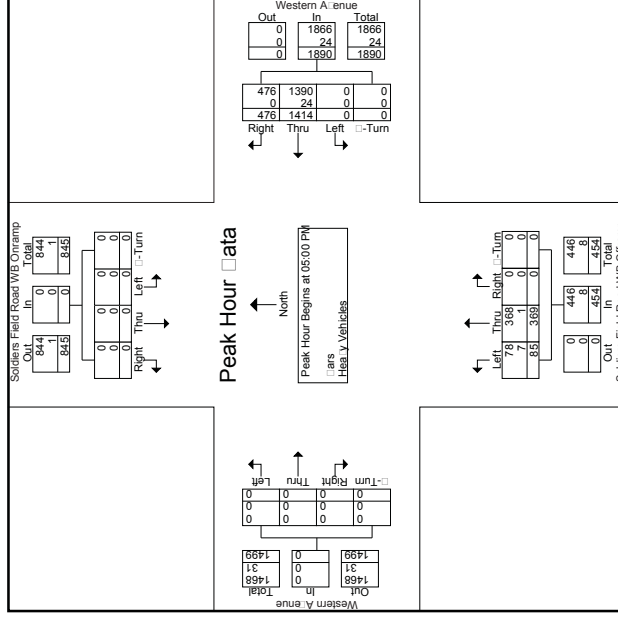 Western A□enue
Out In Total
0 1866 1866
0 24 24
0 1890 1890
476 1390 0 0
0 24 0 0
476 1414 0 0
Right Thru Left □-Turn
Soldiers Field Road WB Onramp
Out In Total
844 0 844
1 0 1
845 0 845
0 0 0 0
0 0 0 0
0 0 0 0
Right Thru Left □-Turn
Peak Hour □ata
North
Peak Hour Begins at 05:00 PM
□ars
Hea□y Vehicles
Left Thru Right □-Turn
78 368 0 0
7 1 0 0
85 369 0 0
0 446 446
0 8 8
0 454 454
Out In Total
Left Thru Right □-Turn
0 0 0 0
0 0 0 0
0 0 0 0
1499 0 1499
31 0 31
1468 0 1468
Total In Out
Western A□enue